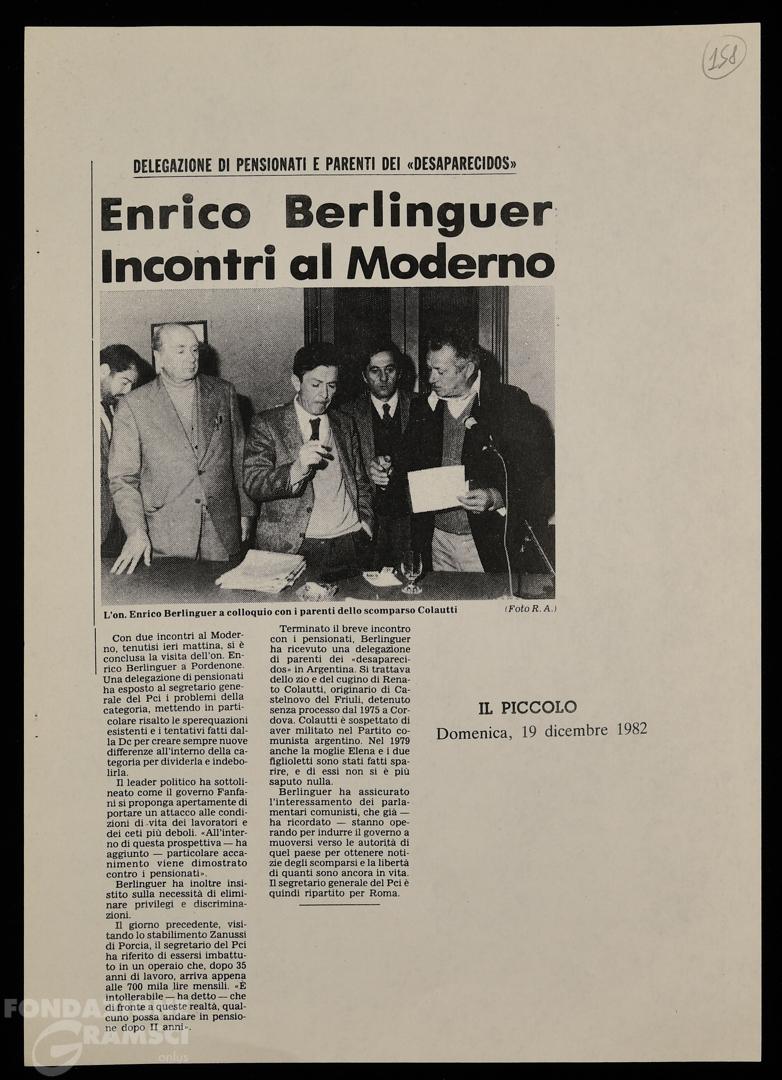 158
DELEGAZIONE DI PENSIONATI E PARENTI DEI «DESAPARECIDOS»
Enrico Berlinguer
Incontri al Moderno
L'on. Enrico Berlinguer a colloquio con i parenti dello scomparso Colautti
(Foto R. A.)
Con due incontri al Moder-
no, tenutisi ieri mattina, si è
conclusa la visita dell'on. En-
rico Berlinguer a Pordenone.
Una delegazione di pensionati
ha esposto al segretario gene-
rale del Pci i problemi della
categoria, mettendo in parti-
colare risalto le sperequazioni
esistenti e i tentativi fatti dal-
la Dc per creare sempre nuove
differenze all'interno della ca-
tegoria per dividerla e indebo-
lirla.
Il leader politico ha sottoli-
neato come il governo Fanfa-
ni si proponga apertamente di
portare un attacco alle condi-
zioni di vita dei lavoratori e
dei ceti più deboli. «All'inter-
no di questa prospettiva — ha
aggiunto — particolare acca-
nimento viene dimostrato
contro i pensionati».
Berlinguer ha inoltre insi-
stito sulla necessità di elimi-
nare privilegi e discrimina-
zioni.
Il giorno precedente, visi-
tando lo stabilimento Zanussi
di Porcia, il segretario del Pci
ha riferito di essersi imbattu-
to in un operaio che, dopo 35
anni di lavoro, arriva appena
alle 700 mila lire mensili. «È
intollerabile — ha detto — che
di fronte a queste realtà, qual-
cuno possa andare in pensio-
ne dopo II anni».
Terminato il breve incontro
con i pensionati, Berlinguer
ha ricevuto una delegazione
di parenti dei «desapareci-
dos» in Argentina. Si trattava
dello zio e del cugino di Rena-
to Colautti, originario di Ca-
stelnovo del Friuli, detenuto
senza processo dal 1975 a Cor-
dova. Colautti è sospettato di
aver militato nel Partito co-
munista argentino. Nel 1979
anche la moglie Elena e i due
figlioletti sono stati fatti spa-
rire, e di essi non si è più
saputo nulla.
Berlinguer ha assicurato
l'interessamento dei parla-
mentari comunisti, che già —
ha ricordato — stanno ope-
rando per indurre il governo a
muoversi verso le autorità di
quel paese per ottenere noti-
zie degli scomparsi e la libertà
di quanti sono ancora in vita.
Il segretario generale del Pci è
quindi ripartito per Roma.
IL PICCOLO
Domenica, 19 dicembre 1982
FONDAZIONE
GRAMSCI
onlus